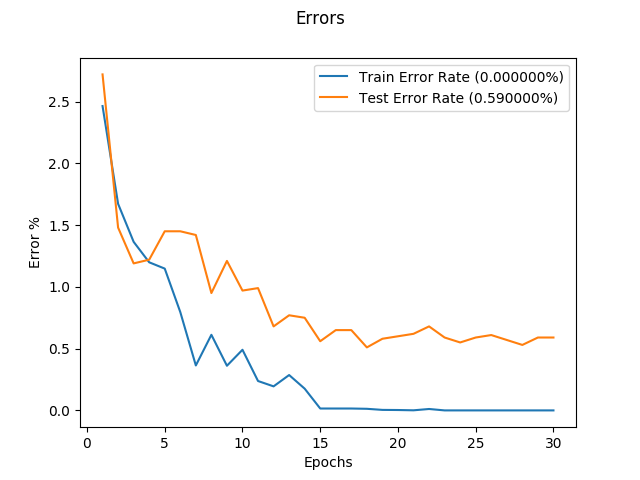 Errors
Train Error Rate (0.000000%)
Test Error Rate (0.590000%)
Error %
2.5
2.0
1.5
1.0
0.5
0.0
0 5 10 15 20 25 30
Epochs